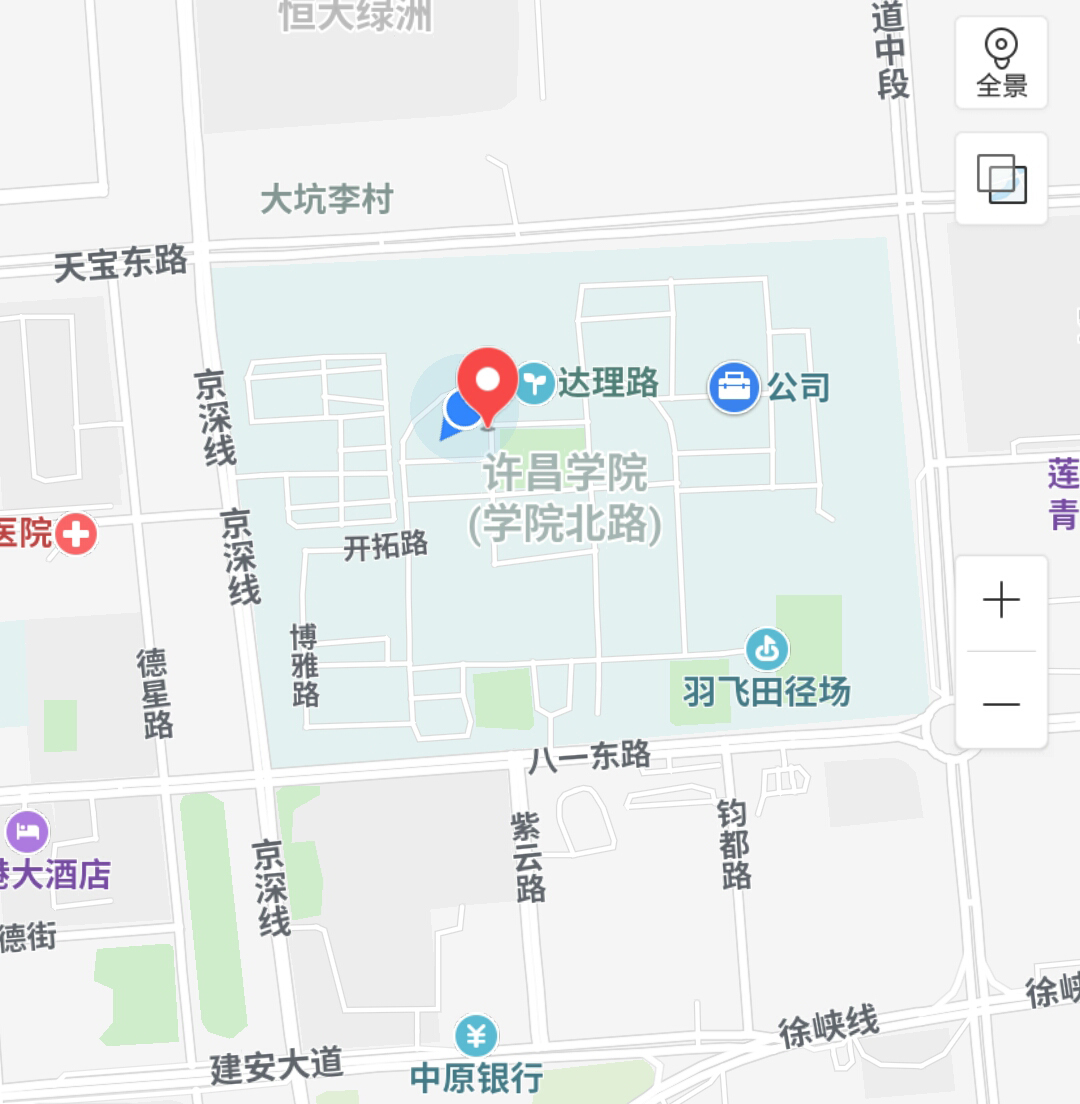 恒大绿洲
道中段
全景
大坑李村
天宝东路
京深线
达理路
公司
许昌学院
(学院北路)
莲
青
医院
京深线
开拓路
博雅路
德星路
羽飞田径场
八一东路
紫云路
钧都路
港大酒店
京深线
德街
徐峡
徐峡线
建安大道
中原银行